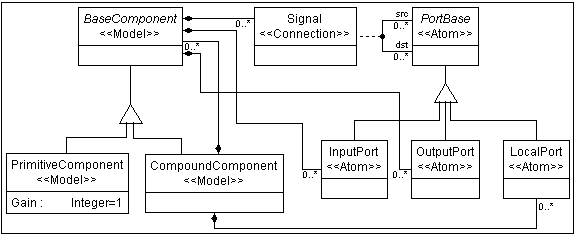 BaseComponent
<<Model>>
0..*
Signal
<<Connection>>
0..*
src
0..*
dst
0..*
PortBase
<<Atom>>
PrimitiveComponent
<<Model>>
Gain : Integer=1
CompoundComponent
<<Model>>
InputPort
<<Atom>>
0..*
OutputPort
<<Atom>>
0..*
LocalPort
<<Atom>>
0..*